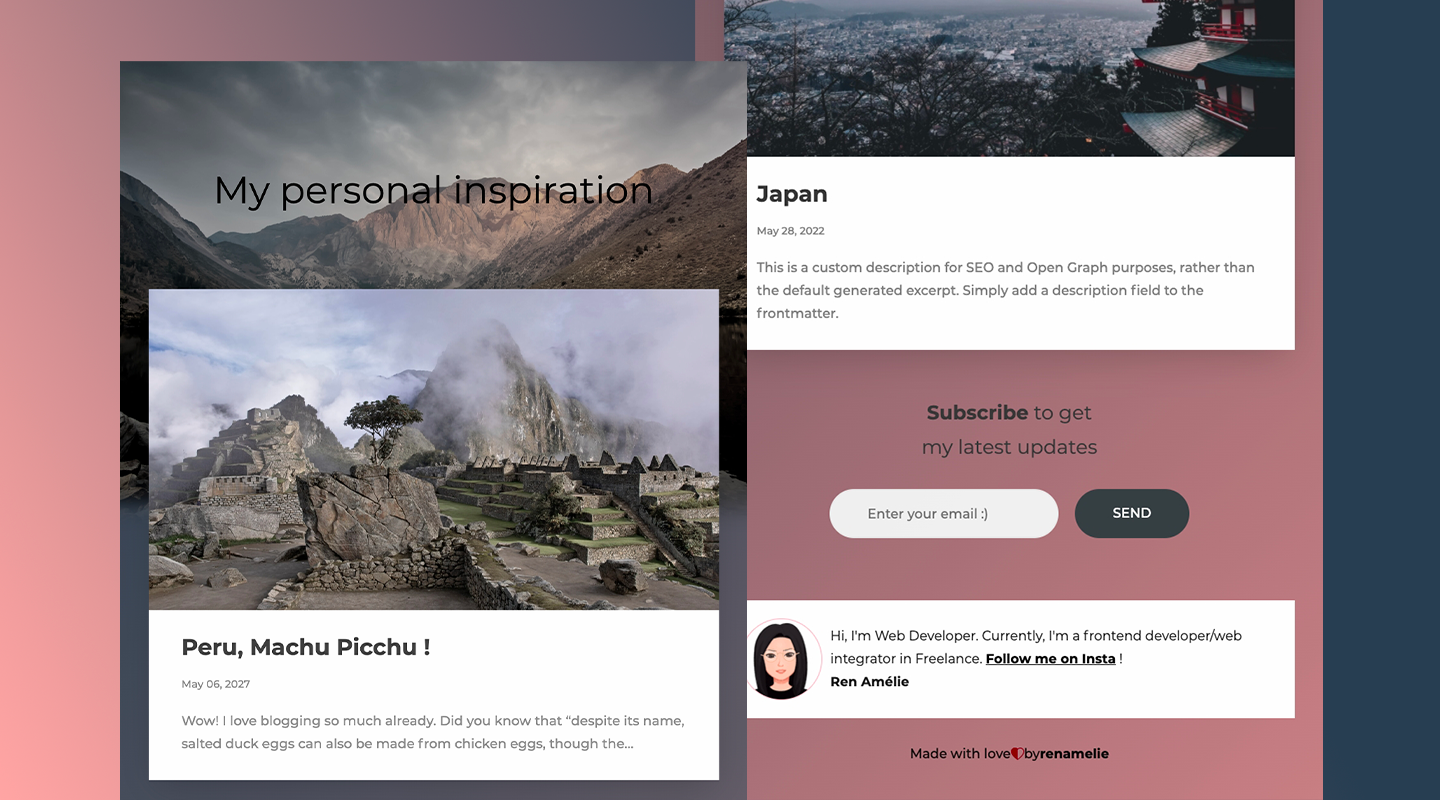 My personal inspiration
Peru, Machu Picchu !
May 06, 2027
Wow! I love blogging so much already. Did you know that “despite its name,
salted duck eggs can also be made from chicken eggs, though the…
Japan
May 28, 2022
This is a custom description for SEO and Open Graph purposes, rather than
the default generated excerpt. Simply add a description field to the
frontmatter.
Subscribe to get
my latest updates
Enter your email :)
SEND
Hi, I'm Web Developer. Currently, I'm a frontend developer/web
integrator in Freelance. Follow me on Insta !
Ren Amélie
Made with love byrenamelie